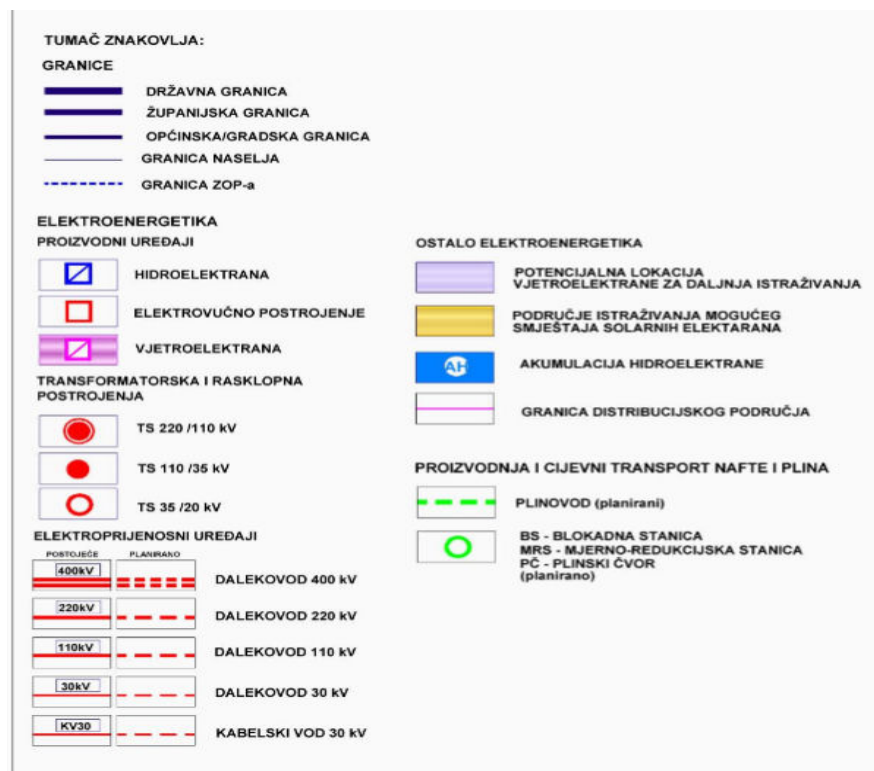 TUMAČ ZNAKOVLJA:
GRANICE
DRŽAVNA GRANICA
ŽUPANIJSKA GRANICA
OPĆINSKA/GRADSKA GRANICA
GRANICA NASELJA
GRANICA ZOP-a
ELEKTROENERGETIKA
PROIZVODNI UREĐAJI
HIDROELEKTRANA
ELEKTROVUČNO POSTROJENJE
VJETROELEKTRANA
TRANSFORMATORSKA I RASKLOPNA
POSTROJENJA
TS 220 /110 kV
TS 110 /35 kV
TS 35 /20 kV
ELEKTROPRIJENOSNI UREĐAJI
POSTOJEĆE PLANIRANO
400kV DALEKOVOD 400 kV
220kV DALEKOVOD 220 kV
110kV DALEKOVOD 110 kV
30kV DALEKOVOD 30 kV
KV30 KABELSKI VOD 30 kV
OSTALO ELEKTROENERGETIKA
POTENCIJALNA LOKACIJA
VJETROELEKTRANE ZA DALJNJA ISTRAŽIVANJA
PODRUČJE ISTRAŽIVANJA MOGUĆEG
SMJEŠTAJA SOLARNIH ELEKTARANA
AH AKUMULACIJA HIDROELEKTRANE
GRANICA DISTRIBUCIJSKOG PODRUČJA
PROIZVODNJA I CIJEVNI TRANSPORT NAFTE I PLINA
PLINOVOD (planirani)
BS - BLOKADNA STANICA
MRS - MJERNO-REDUKCIJSKA STANICA
PČ - PLINSKI ČVOR
(planirano)